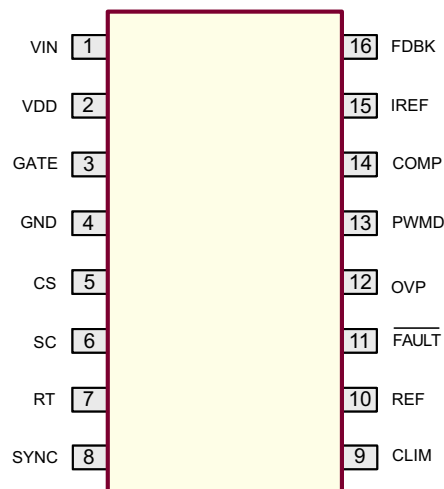 VIN 1 16 FDBK
VDD 2 15 IREF
GATE 3 14 COMP
GND 4 13 PWMD
CS 5 12 OVP
SC 6 11 FAULT
RT 7 10 REF
SYNC 8 9 CLIM